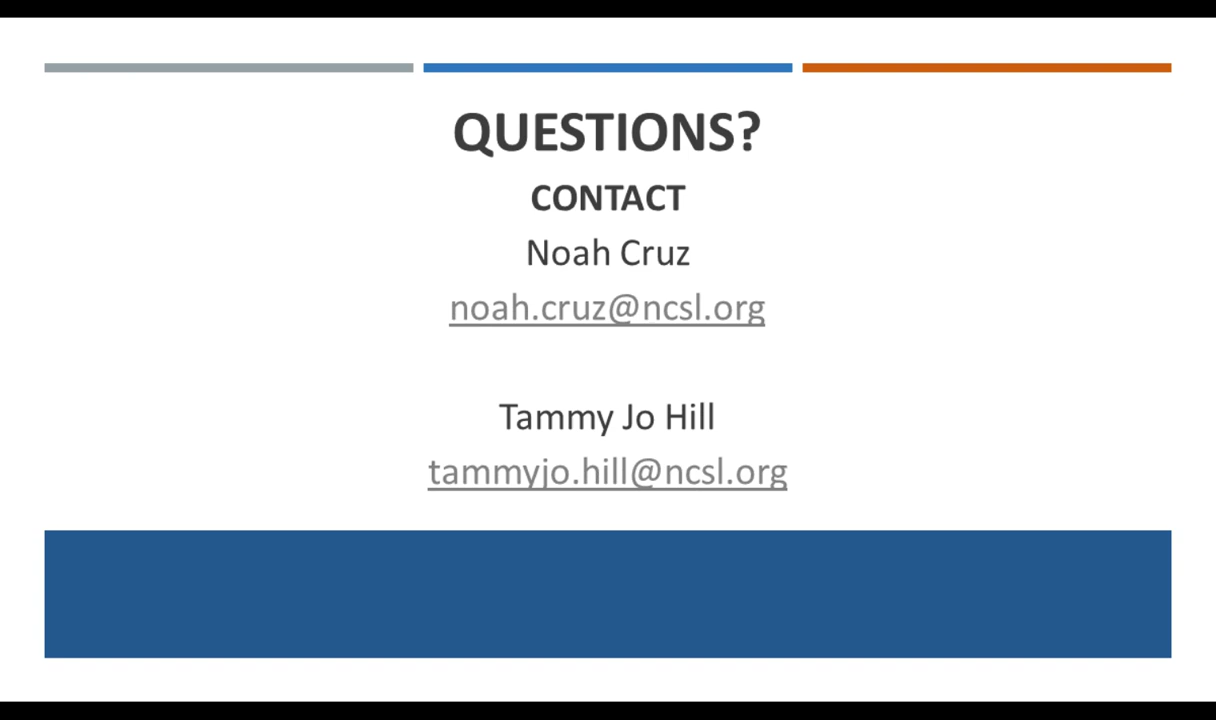 QUESTIONS?
CONTACT
Noah Cruz
noah.cruz@ncsl.org
Tammy Jo Hill
tammyjo.hill@ncsl.org